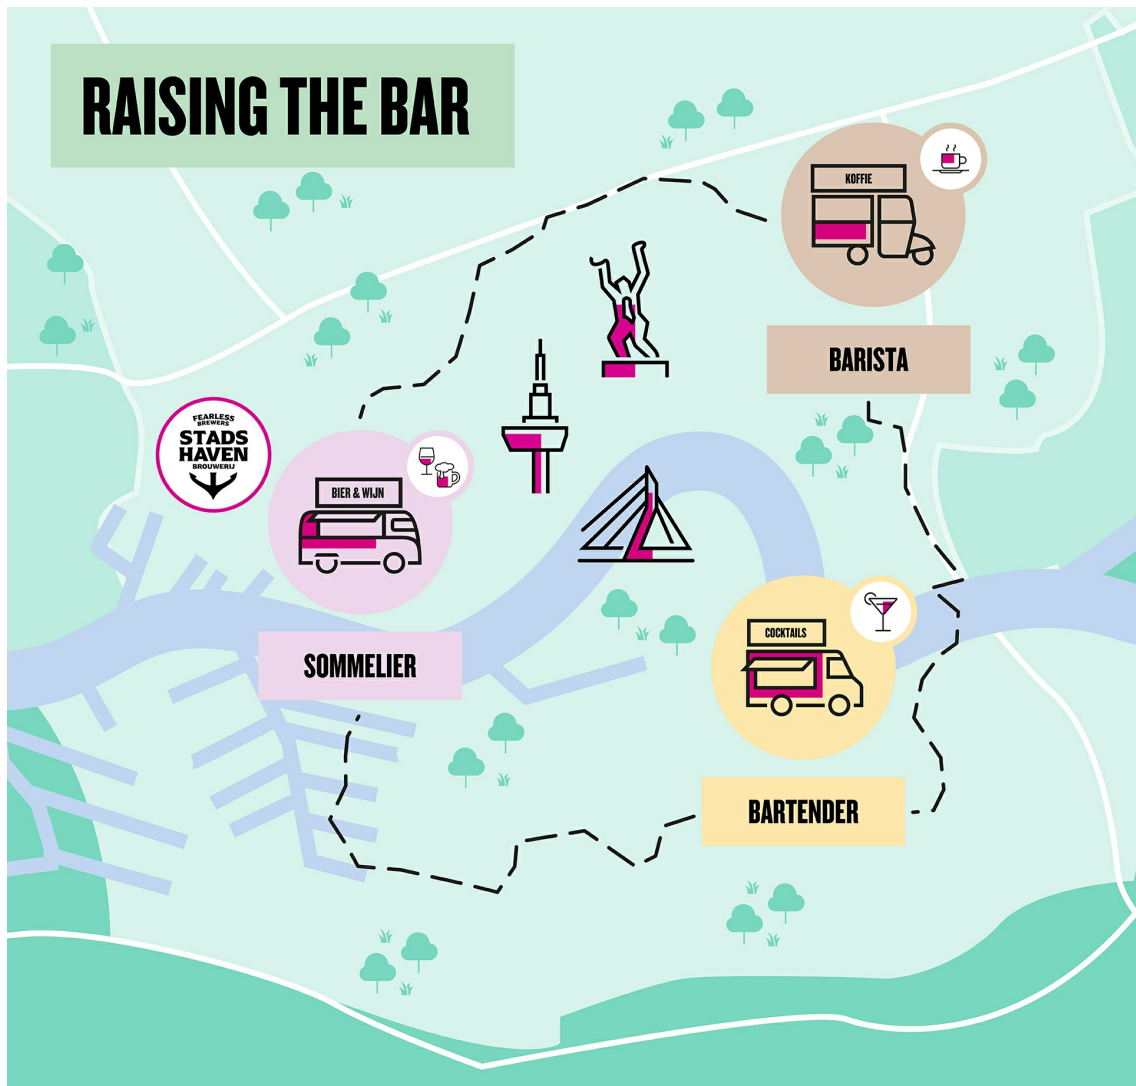 RAISING THE BAR
KOFFIE
BARISTA
FEARLESS
BREWERS
STADS
HAVEN
BROUWERIJ
BIER & WIJN
SOMMELIER
COCKTAILS
BARTENDER